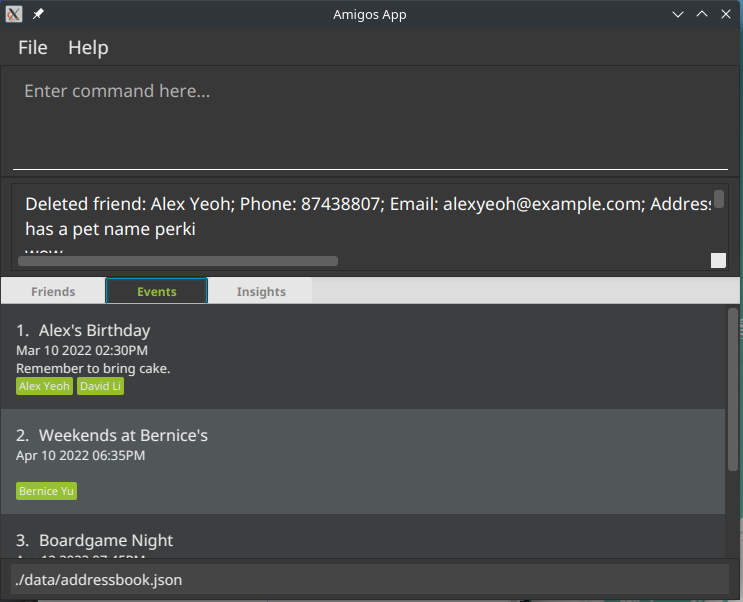 Amigos App
File Help
Enter command here...
Deleted friend: Alex Yeoh; Phone: 87438807; Email: alexyeoh@example.com; Address
has a pet name perki
wow
Friends Events Insights
1. Alex's Birthday
Mar 10 2022 02:30PM
Remember to bring cake.
Alex Yeoh David Li
2. Weekends at Bernice's
Apr 10 2022 06:35PM
Bernice Yu
3. Boardgame Night
./data/addressbook.json